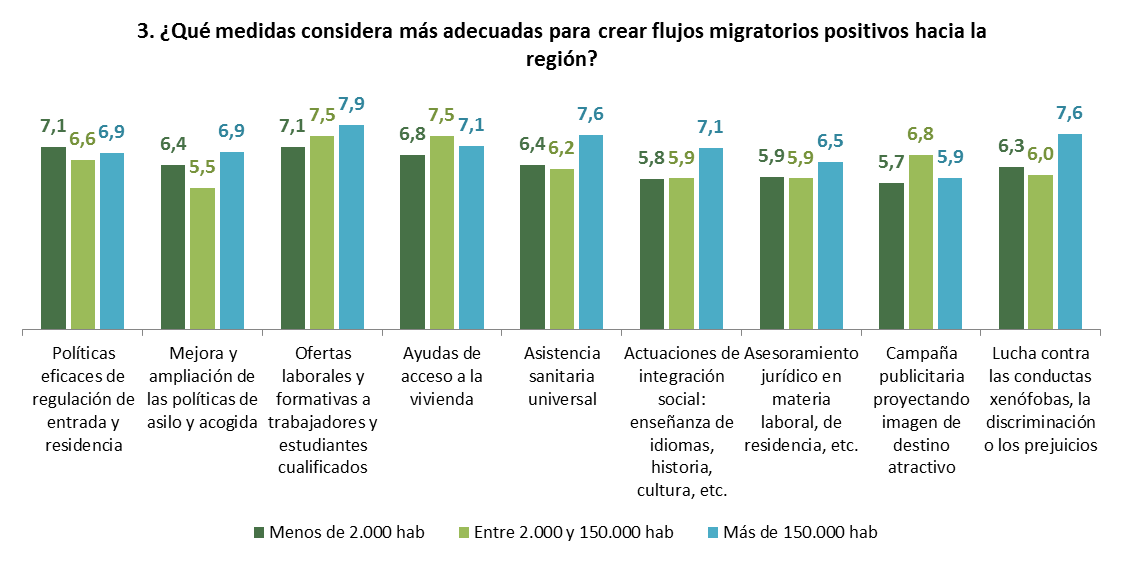 3. ¿Qué medidas considera más adecuadas para crear flujos migratorios positivos hacia la
región?
7,1
6,6
6,9
6,4
5,5
6,9
7,1
7,5
7,9
6,8
7,5
7,1
6,4
6,2
7,6
5,8
5,9
7,1
5,9
5,9
6,5
5,7
6,8
5,9
6,3
6,0
7,6
Políticas
eficaces de
regulación de
entrada y
residencia
Mejora y
ampliación de
las políticas de
asilo y acogida
Ofertas
laborales y
formativas a
trabajadores y
estudiantes
cualificados
Ayudas de
acceso a la
vivienda
Asistencia
sanitaria
universal
Actuaciones de
integración
social:
enseñanza de
idiomas,
historia,
cultura, etc.
Asesoramiento
jurídico en
materia
laboral, de
residencia, etc.
Campaña
publicitaria
proyectando
imagen de
destino
atractivo
Lucha contra
las conductas
xenófobas, la
discriminación
o los prejuicios
Menos de 2.000 hab
Entre 2.000 y 150.000 hab
Más de 150.000 hab